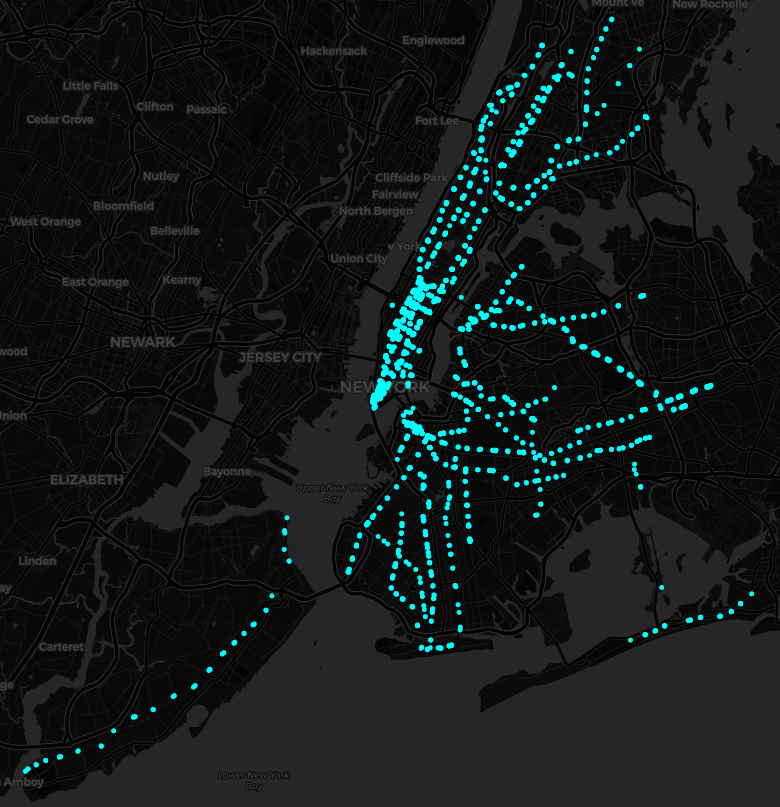 Mount Ve
New Rochelle
Englewood
Hackensack
Little Falls
Clifton
Passaic
Cedar Grove
Fort Lee
Nutley
Cliffside Park
Fairview
Bloomfield
North Bergen
West Orange
Belleville
w York
Union City
East Orange
Kearny
NEWARK
wood
JERSEY CITY
NEW YORK
Union
Bayonne
ELIZABETH
Upper New York
Bay
Linden
ay
Carteret
ge
Amboy
Lower New York
Bay